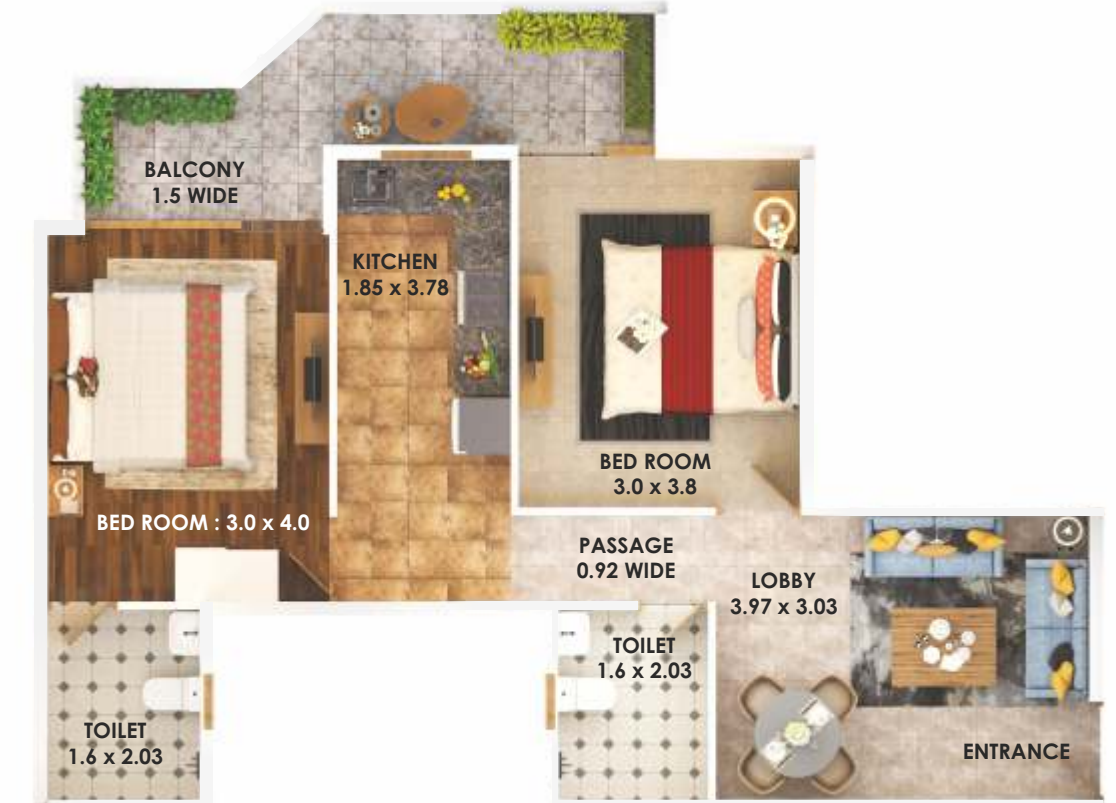 BALCONY
1.5 WIDE
KITCHEN
1.85 x 3.78
BED ROOM
3.0 x 3.8
BED ROOM : 3.0 x 4.0
PASSAGE
0.92 WIDE
LOBBY
3.97 x 3.03
TOILET
1.6 x 2.03
TOILET
1.6 x 2.03
ENTRANCE